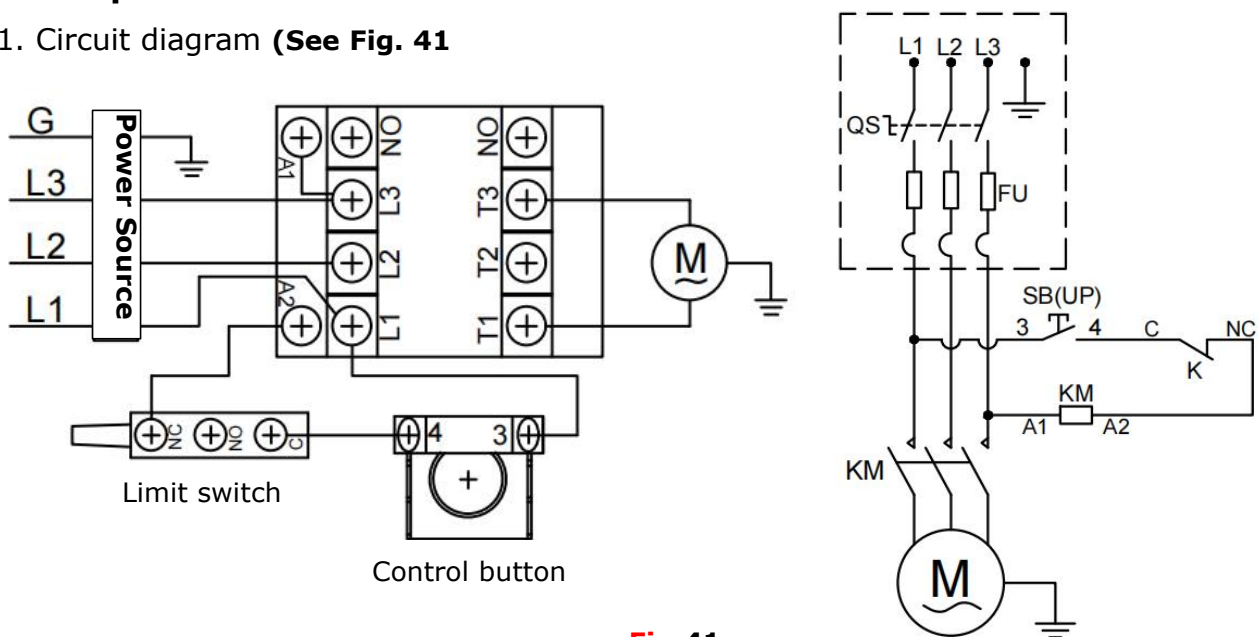 1. Circuit diagram (See Fig. 41
G
L3
L2
L1
Power Source
A1
NO
L3
L2
A2
L1
NO
T3
T2
T1
M
NC
NO
C
4
3
Limit switch
Control button
L1 L2 L3
QS
FU
SB(UP)
3
4
C
NC
K
KM
A1
A2
KM
M